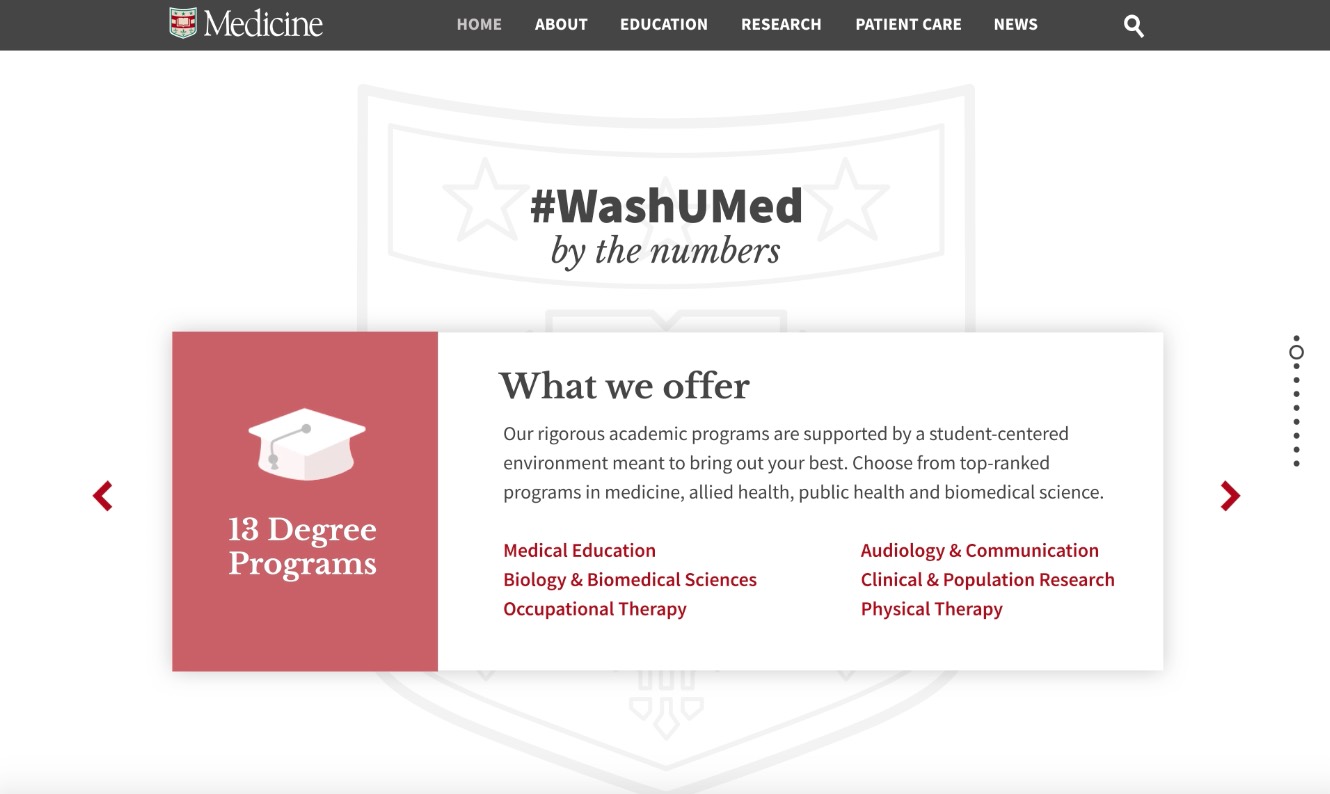 Medicine
HOME ABOUT EDUCATION RESEARCH PATIENT CARE NEWS
#WashUMed
by the numbers
13 Degree
Programs
What we offer
Our rigorous academic programs are supported by a student-centered
environment meant to bring out your best. Choose from top-ranked
programs in medicine, allied health, public health and biomedical science.
Medical Education
Biology & Biomedical Sciences
Occupational Therapy
Audiology & Communication
Clinical & Population Research
Physical Therapy